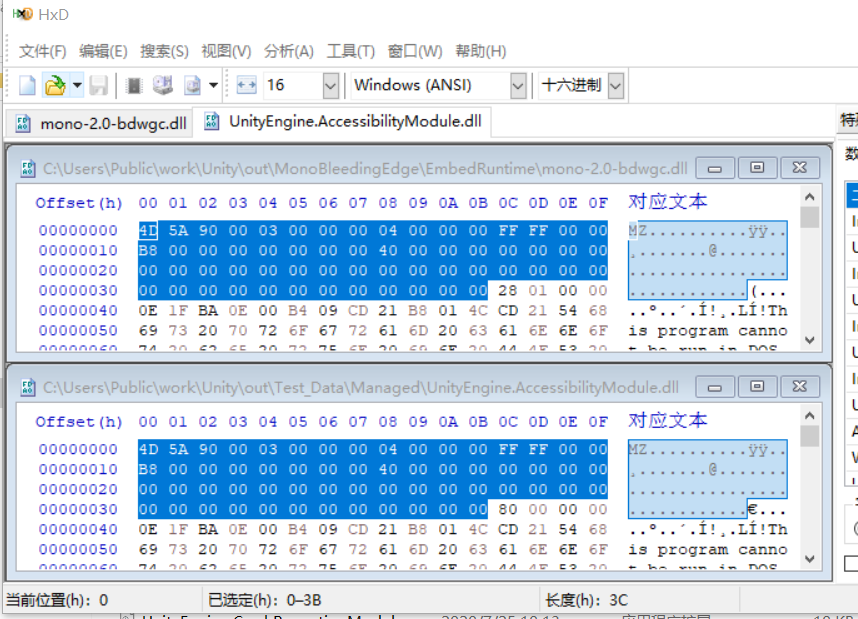 HxD
文件(F) 编辑(E) 搜索(S) 视图(V) 分析(A) 工具(T) 窗口(W) 帮助(H)
16 Windows (ANSI) 十六进制
mono-2.0-bdwgc.dll UnityEngine.AccessibilityModule.dll
C:\Users\Public\work\Unity\out\MonoBleedingEdge\EmbedRuntime\mono-2.0-bdwgc.dll
Offset(h) 00 01 02 03 04 05 06 07 08 09 0A 0B 0C 0D 0E 0F 对应文本
00000000 4D 5A 90 00 03 00 00 00 04 00 00 00 FF FF 00 00 MZ..........ÿÿ..
00000010 B8 00 00 00 00 00 00 00 40 00 00 00 00 00 00 00 ¸.......@.......
00000020 00 00 00 00 00 00 00 00 00 00 00 00 00 00 00 00 ................
00000030 00 00 00 00 00 00 00 00 00 00 00 00 28 01 00 00 ............(...
00000040 0E 1F BA 0E 00 B4 09 CD 21 B8 01 4C CD 21 54 68 ..º..´.Í!¸.LÍ!Th
00000050 69 73 20 70 72 6F 67 72 61 6D 20 63 61 6E 6E 6F is program canno
C:\Users\Public\work\Unity\out\Test_Data\Managed\UnityEngine.AccessibilityModule.dll
Offset(h) 00 01 02 03 04 05 06 07 08 09 0A 0B 0C 0D 0E 0F 对应文本
00000000 4D 5A 90 00 03 00 00 00 04 00 00 00 FF FF 00 00 MZ..........ÿÿ..
00000010 B8 00 00 00 00 00 00 00 40 00 00 00 00 00 00 00 ¸.......@.......
00000020 00 00 00 00 00 00 00 00 00 00 00 00 00 00 00 00 ................
00000030 00 00 00 00 00 00 00 00 00 00 00 00 80 00 00 00 ............€...
00000040 0E 1F BA 0E 00 B4 09 CD 21 B8 01 4C CD 21 54 68 ..º..´.Í!¸.LÍ!Th
00000050 69 73 20 70 72 6F 67 72 61 6D 20 63 61 6E 6E 6F is program canno
当前位置(h): 0 已选定(h): 0-3B 长度(h): 3C